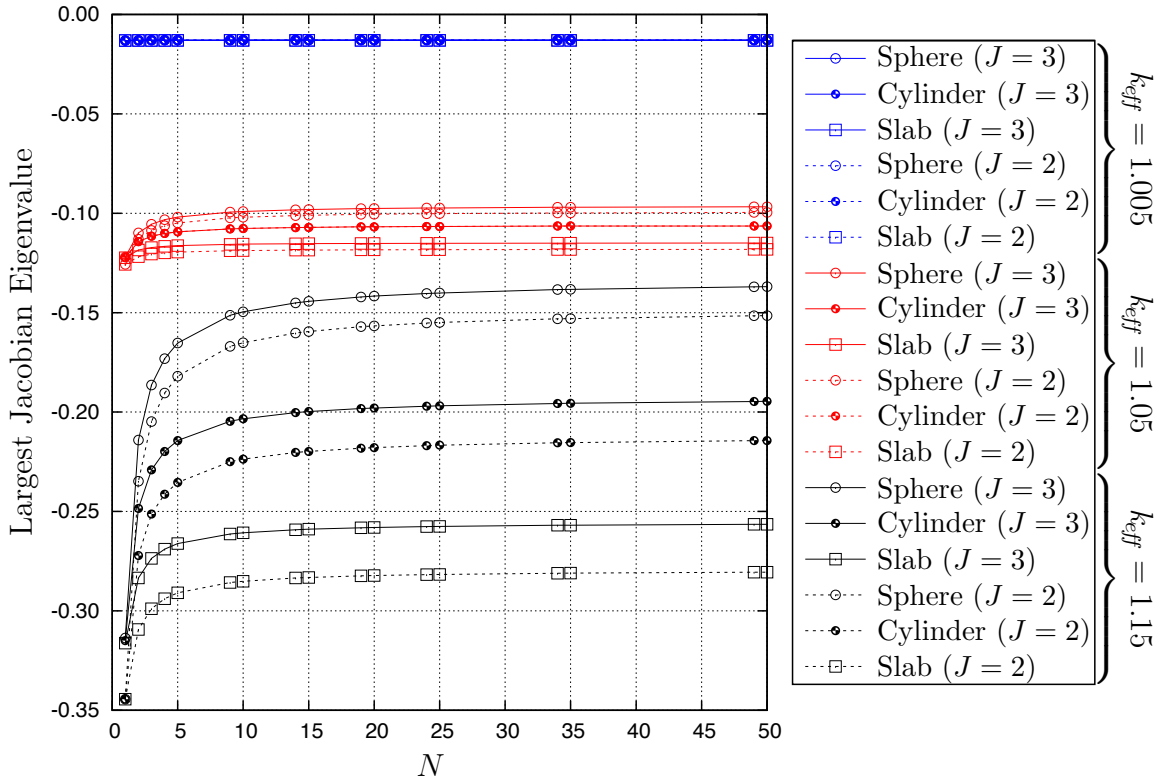 0.00
-0.05
-0.10
-0.15
-0.20
-0.25
-0.30
-0.35
Largest Jacobian Eigenvalue
0 5 10 15 20 25 30 35 40 45 50
N
Sphere (J = 3)
Cylinder (J = 3)
Slab (J = 3)
Sphere (J = 2)
Cylinder (J = 2)
Slab (J = 2)
k_eff = 1.005
Sphere (J = 3)
Cylinder (J = 3)
Slab (J = 3)
Sphere (J = 2)
Cylinder (J = 2)
Slab (J = 2)
k_eff = 1.05
Sphere (J = 3)
Cylinder (J = 3)
Slab (J = 3)
Sphere (J = 2)
Cylinder (J = 2)
Slab (J = 2)
k_eff = 1.15